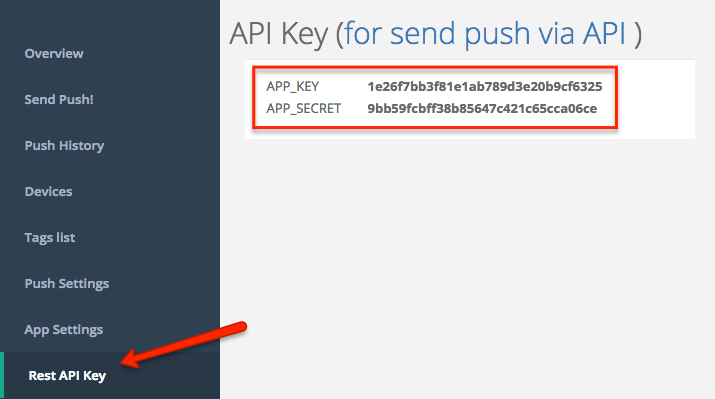 API Key (for send push via API )
APP_KEY 1e26f7bb3f81e1ab789d3e20b9cf6325
APP_SECRET 9bb59fcbff38b85647c421c65cca06ce
Overview
Send Push!
Push History
Devices
Tags list
Push Settings
App Settings
Rest API Key